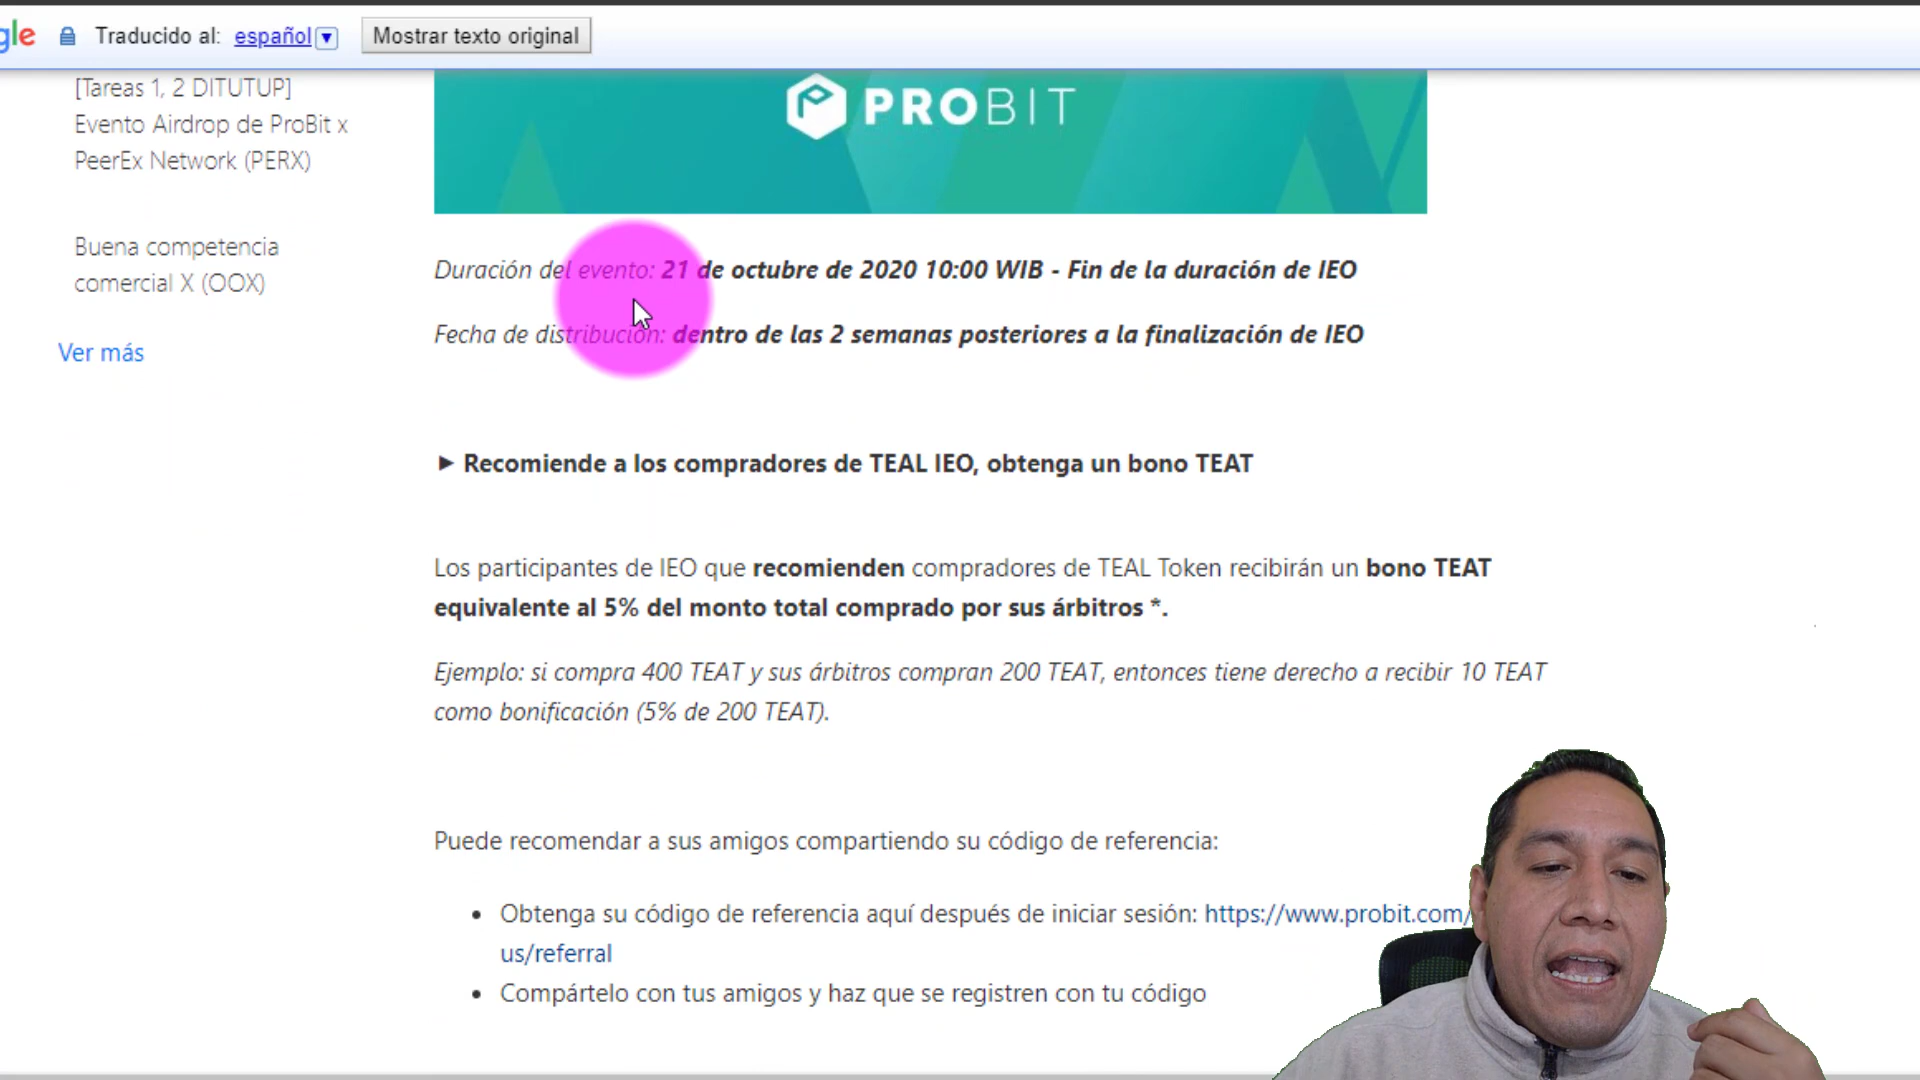 gle Traducido al: español Mostrar texto original
[Tareas 1, 2 DITUTUP]
Evento Airdrop de ProBit x
PeerEx Network (PERX)
Buena competencia
comercial X (OOX)
Ver más
PROBIT
Duración del evento: 21 de octubre de 2020 10:00 WIB - Fin de la duración de IEO
Fecha de distribución: dentro de las 2 semanas posteriores a la finalización de IEO
► Recomiende a los compradores de TEAL IEO, obtenga un bono TEAT
Los participantes de IEO que recomienden compradores de TEAL Token recibirán un bono TEAT
equivalente al 5% del monto total comprado por sus árbitros *.
Ejemplo: si compra 400 TEAT y sus árbitros compran 200 TEAT, entonces tiene derecho a recibir 10 TEAT
como bonificación (5% de 200 TEAT).
Puede recomendar a sus amigos compartiendo su código de referencia:
• Obtenga su código de referencia aquí después de iniciar sesión: https://www.probit.com/
us/referral
• Compártelo con tus amigos y haz que se registren con tu código